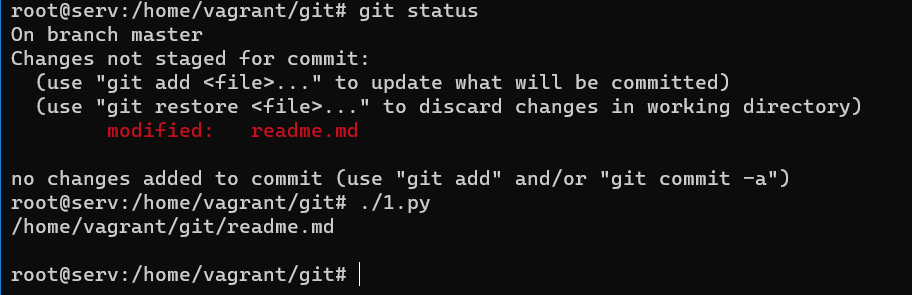 root@serv:/home/vagrant/git# git status
On branch master
Changes not staged for commit:
  (use "git add <file>..." to update what will be committed)
  (use "git restore <file>..." to discard changes in working directory)
        modified:   readme.md

no changes added to commit (use "git add" and/or "git commit -a")
root@serv:/home/vagrant/git# ./1.py
/home/vagrant/git/readme.md

root@serv:/home/vagrant/git#